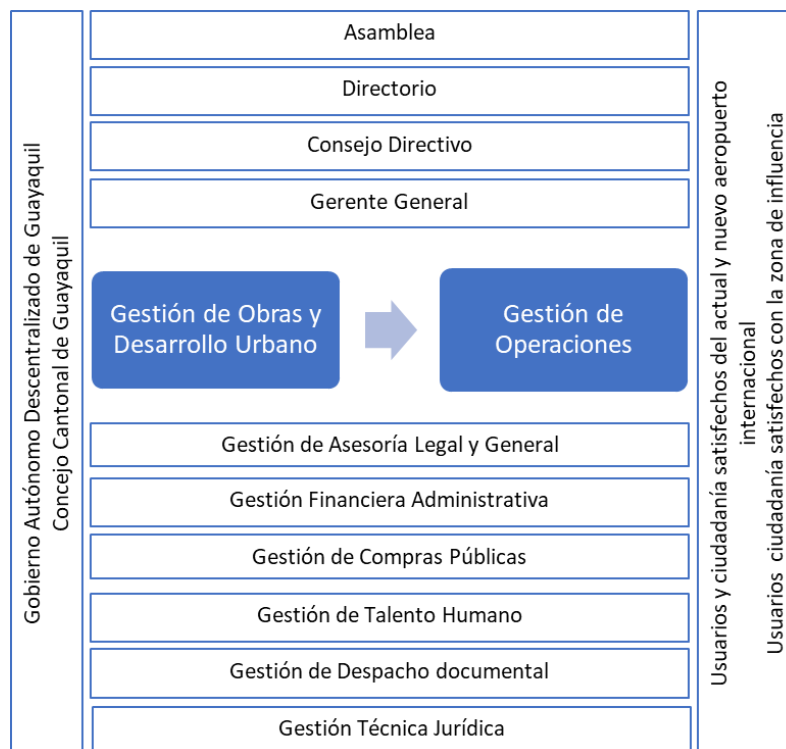 Gobierno Autónomo Descentralizado de Guayaquil
Concejo Cantonal de Guayaquil
Asamblea
Directorio
Consejo Directivo
Gerente General
Gestión de Obras y
Desarrollo Urbano
Gestión de
Operaciones
Gestión de Asesoría Legal y General
Gestión Financiera Administrativa
Gestión de Compras Públicas
Gestión de Talento Humano
Gestión de Despacho documental
Gestión Técnica Jurídica
Usuarios y ciudadanía satisfechos del actual y nuevo aeropuerto
internacional
Usuarios ciudadanía satisfechos con la zona de influencia